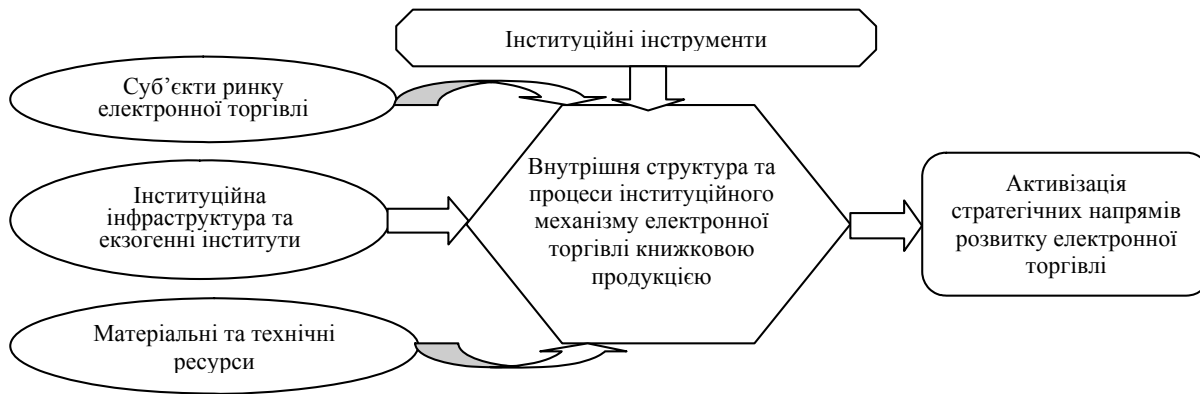 Інституційні інструменти
Суб’єкти ринку
електронної торгівлі
Інституційна
інфраструктура та
екзогенні інститути
Матеріальні та технічні
ресурси
Внутрішня структура та
процеси інституційного
механізму електронної
торгівлі книжковою
продукцією
Активізація
стратегічних напрямів
розвитку електронної
торгівлі